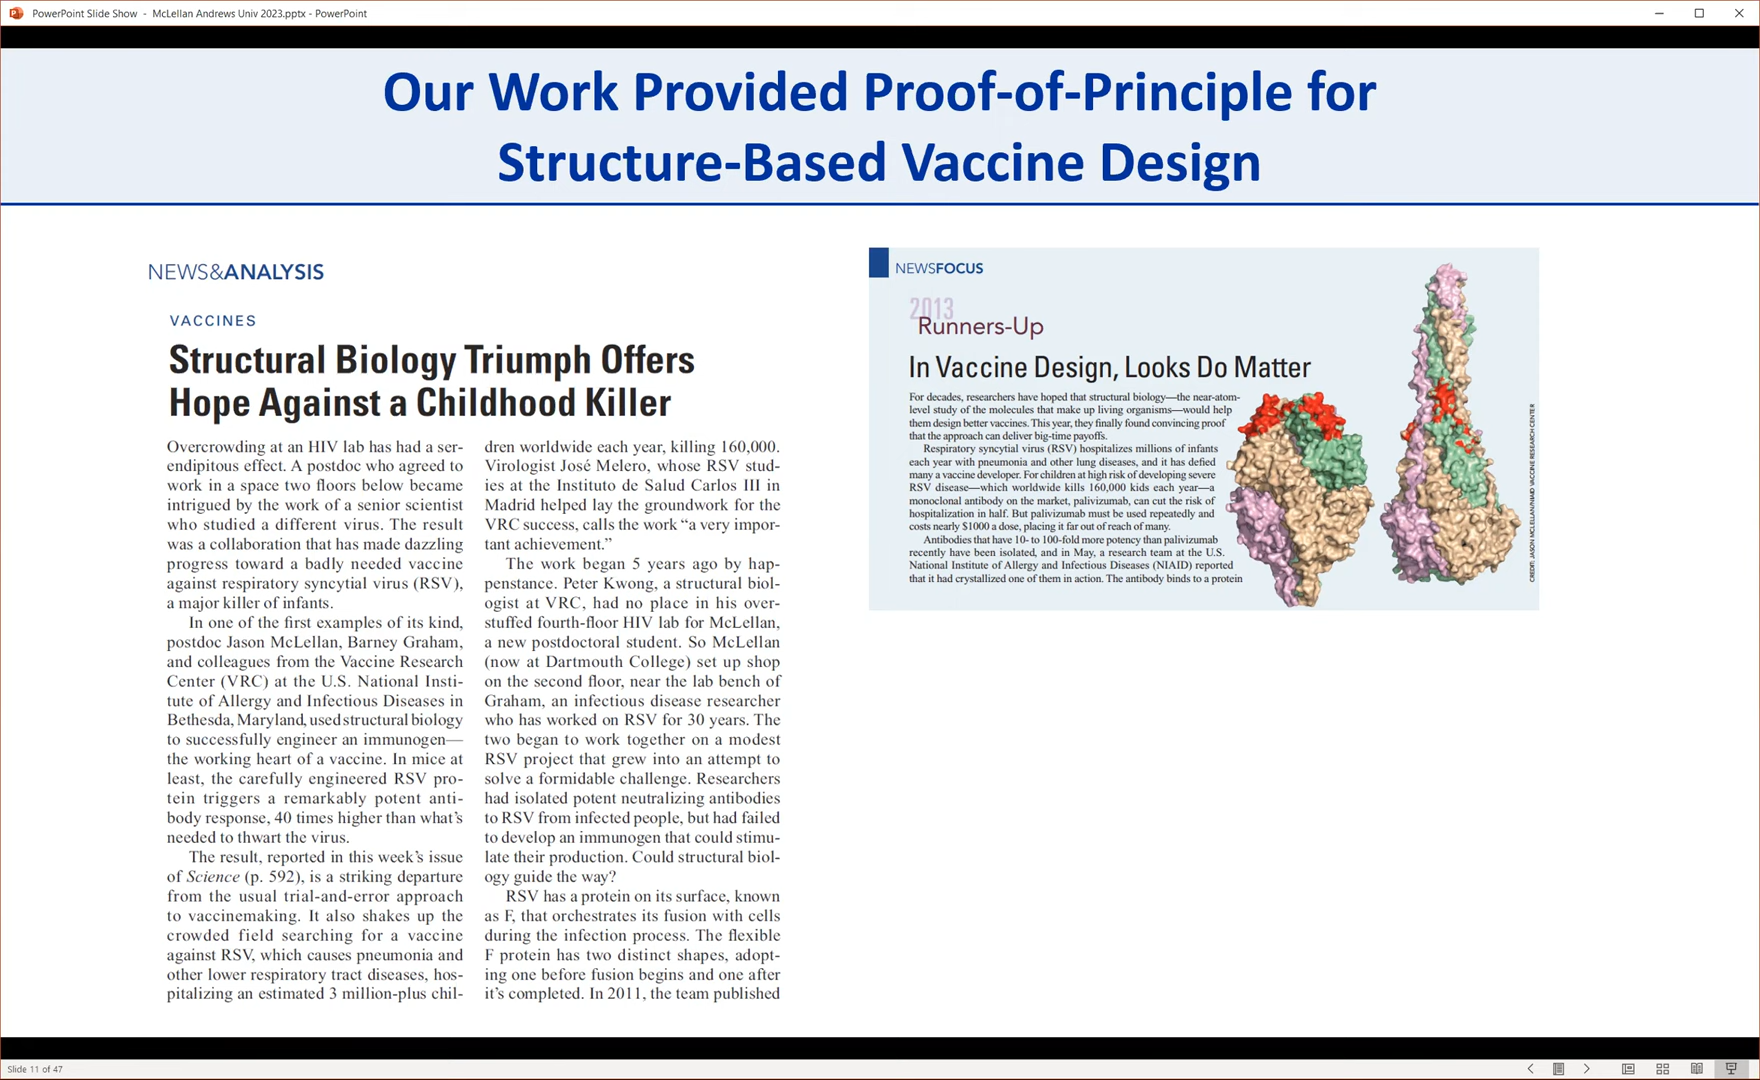 PowerPoint Slide Show - McLellan Andrews Univ 2023.pptx - PowerPoint
Our Work Provided Proof-of-Principle for
Structure-Based Vaccine Design
NEWS&ANALYSIS
VACCINES
Structural Biology Triumph Offers
Hope Against a Childhood Killer
Overcrowding at an HIV lab has had a ser-
endipitous effect. A postdoc who agreed to
work in a space two floors below became
intrigued by the work of a senior scientist
who studied a different virus. The result
was a collaboration that has made dazzling
progress toward a badly needed vaccine
against respiratory syncytial virus (RSV),
a major killer of infants.
In one of the first examples of its kind,
postdoc Jason McLellan, Barney Graham,
and colleagues from the Vaccine Research
Center (VRC) at the U.S. National Insti-
tute of Allergy and Infectious Diseases in
Bethesda, Maryland, used structural biology
to successfully engineer an immunogen—
the working heart of a vaccine. In mice at
least, the carefully engineered RSV pro-
tein triggers a remarkably potent anti-
body response, 40 times higher than what's
needed to thwart the virus.
The result, reported in this week's issue
of Science (p. 592), is a striking departure
from the usual trial-and-error approach
to vaccinemaking. It also shakes up the
crowded field searching for a vaccine
against RSV, which causes pneumonia and
other lower respiratory tract diseases, hos-
pitalizing an estimated 3 million-plus chil-
dren worldwide each year, killing 160,000.
Virologist José Melero, whose RSV stud-
ies at the Instituto de Salud Carlos III in
Madrid helped lay the groundwork for the
VRC success, calls the work “a very impor-
tant achievement.”
The work began 5 years ago by hap-
penstance. Peter Kwong, a structural biol-
ogist at VRC, had no place in his over-
stuffed fourth-floor HIV lab for McLellan,
a new postdoctoral student. So McLellan
(now at Dartmouth College) set up shop
on the second floor, near the lab bench of
Graham, an infectious disease researcher
who has worked on RSV for 30 years. The
two began to work together on a modest
RSV project that grew into an attempt to
solve a formidable challenge. Researchers
had isolated potent neutralizing antibodies
to RSV from infected people, but had failed
to develop an immunogen that could stimu-
late their production. Could structural biol-
ogy guide the way?
RSV has a protein on its surface, known
as F, that orchestrates its fusion with cells
during the infection process. The flexible
F protein has two distinct shapes, adopt-
ing one before fusion begins and one after
it's completed. In 2011, the team published
NEWSFOCUS
2013
Runners-Up
In Vaccine Design, Looks Do Matter
For decades, researchers have hoped that structural biology—the near-atom-
level study of the molecules that make up living organisms—would help
them design better vaccines. This year, they finally found convincing proof
that the approach can deliver big-time payoffs.
Respiratory syncytial virus (RSV) hospitalizes millions of infants
each year with pneumonia and other lung diseases, and it has defied
many a vaccine developer. For children at high risk of developing severe
RSV disease—which worldwide kills 160,000 kids each year—a
monoclonal antibody on the market, palivizumab, can cut the risk of
hospitalization in half. But palivizumab must be used repeatedly and
costs nearly $1000 a dose, placing it far out of reach of many.
Antibodies that have 10- to 100-fold more potency than palivizumab
recently have been isolated, and in May, a research team at the U.S.
National Institute of Allergy and Infectious Diseases (NIAID) reported
that it had crystallized one of them in action. The antibody binds to a protein
CREDIT: JASON MCLELLAN/NIAID VACCINE RESEARCH CENTER
Slide 11 of 47